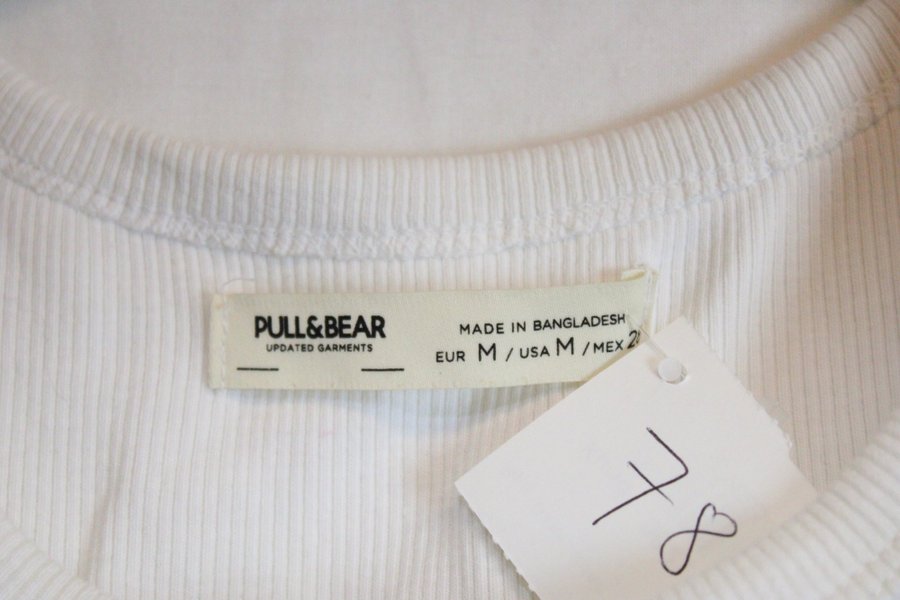 PULL&BEAR
UPDATED GARMENTS
MADE IN BANGLADESH
EUR M / USA M / MEX
78